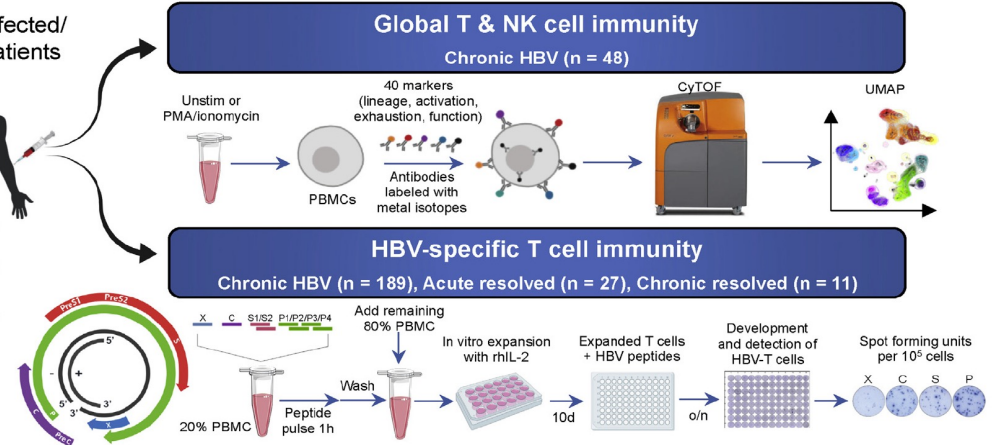 fected/
atients
Global T & NK cell immunity
Chronic HBV (n = 48)
Unstim or
PMA/ionomycin
PBMCs
40 markers
(lineage, activation,
exhaustion, function)
Antibodies
labeled with
metal isotopes
CyTOF
UMAP
HBV-specific T cell immunity
Chronic HBV (n = 189), Acute resolved (n = 27), Chronic resolved (n = 11)
PreS1
PreS2
S
5'
- +
5'
3'
3'
P
C
PreC
X
X C S1/S2 P1/P2/P3/P4
20% PBMC
Peptide
pulse 1h
Wash
Add remaining
80% PBMC
In vitro expansion
with rhIL-2
10d
Expanded T cells
+ HBV peptides
o/n
Development
and detection of
HBV-T cells
Spot forming units
per 10⁵ cells
X C S P